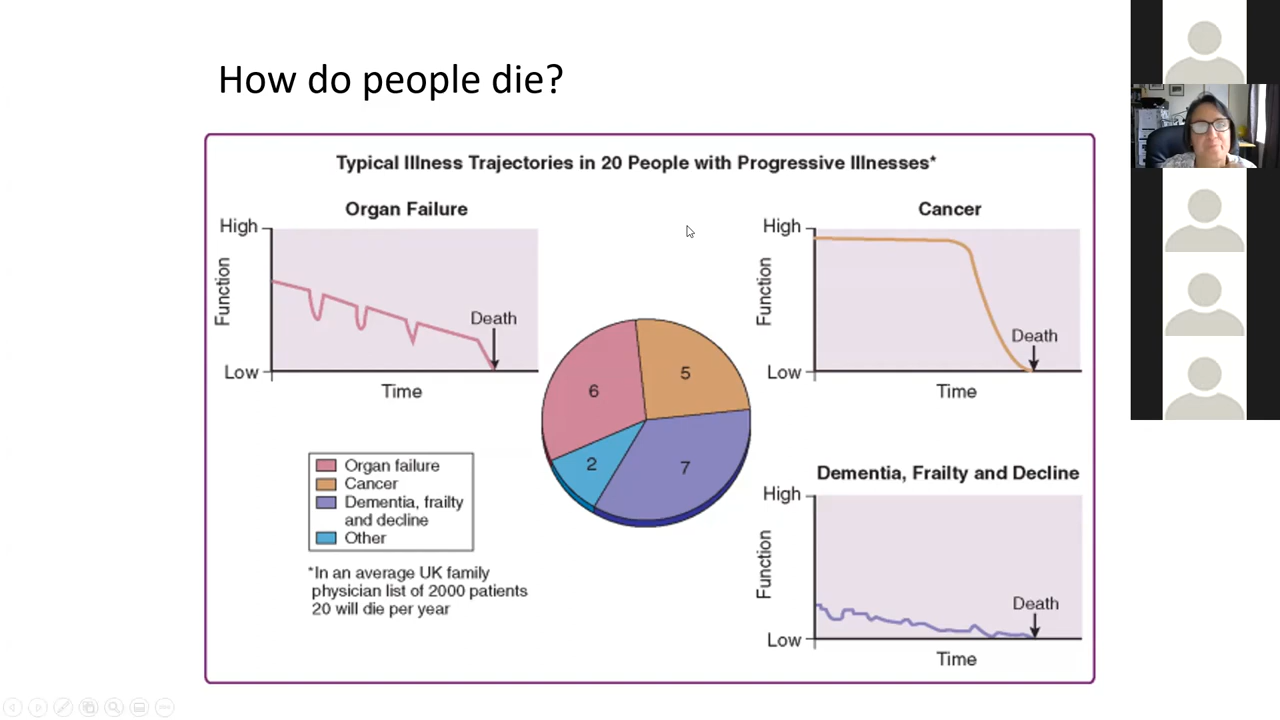 How do people die?
Typical Illness Trajectories in 20 People with Progressive Illnesses*
Organ Failure
High
Function
Low
Death
Time
Cancer
High
Function
Low
Death
Time
6
5
2
7
Organ failure
Cancer
Dementia, frailty
and decline
Other
*In an average UK family
physician list of 2000 patients
20 will die per year
Dementia, Frailty and Decline
High
Function
Low
Death
Time